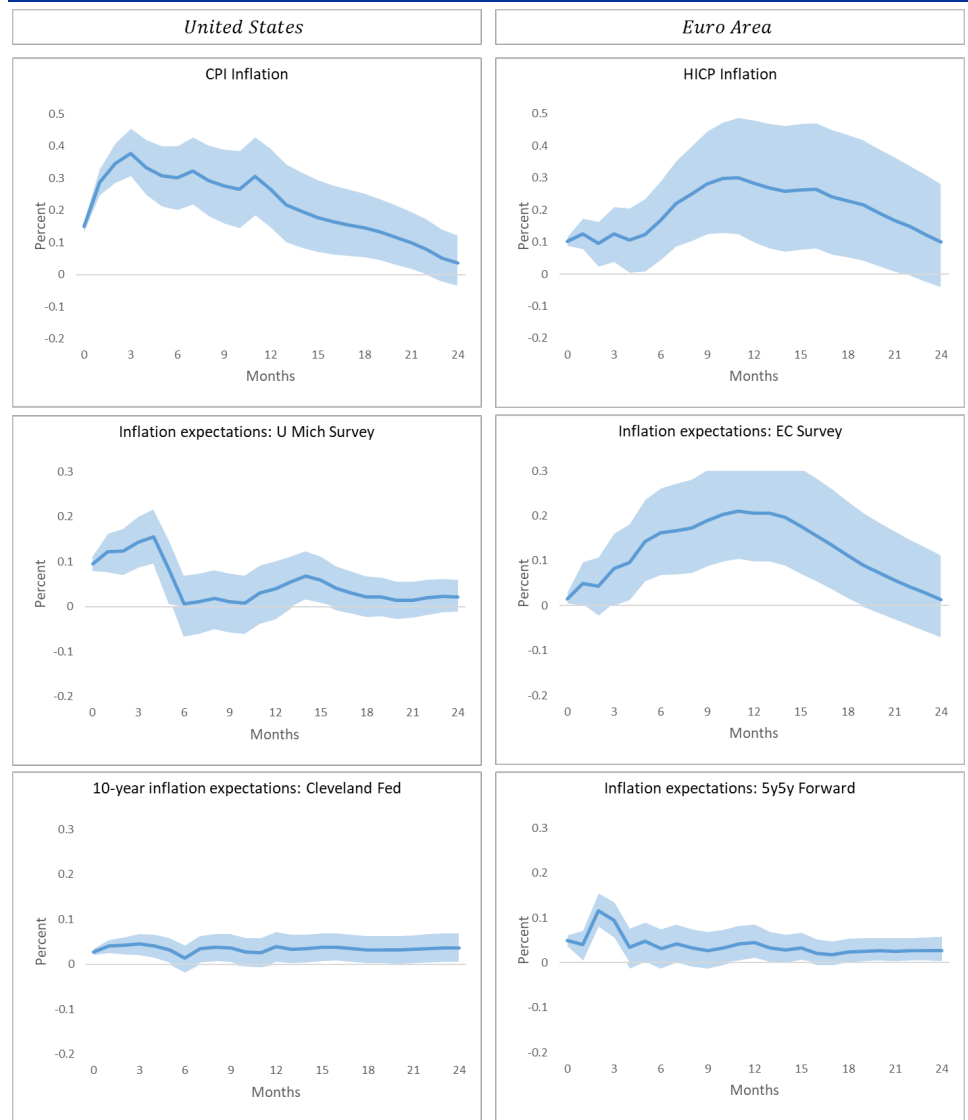 United States
Euro Area
CPI Inflation
0.5
0.4
0.3
0.2
0.1
0
-0.1
-0.2
Percent
0 3 6 9 12 15 18 21 24
Months
HICP Inflation
0.5
0.4
0.3
0.2
0.1
0
-0.1
-0.2
Percent
0 3 6 9 12 15 18 21 24
Months
Inflation expectations: U Mich Survey
0.3
0.2
0.1
0
-0.1
-0.2
Percent
0 3 6 9 12 15 18 21 24
Months
Inflation expectations: EC Survey
0.3
0.2
0.1
0
-0.1
-0.2
Percent
0 3 6 9 12 15 18 21 24
Months
10-year inflation expectations: Cleveland Fed
0.3
0.2
0.1
0
-0.1
-0.2
Percent
0 3 6 9 12 15 18 21 24
Months
Inflation expectations: 5y5y Forward
0.3
0.2
0.1
0
-0.1
-0.2
Percent
0 3 6 9 12 15 18 21 24
Months